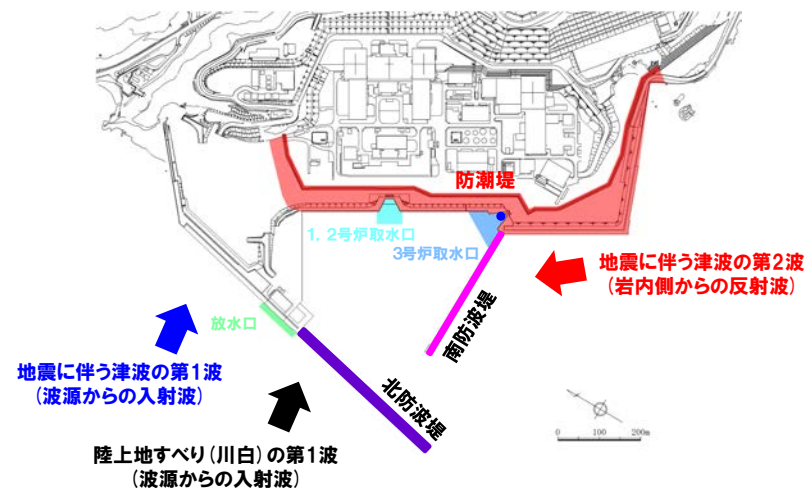 防潮堤
1，2号炉取水口
3号炉取水口
地震に伴う津波の第2波
(岩内側からの反射波)
放水口
南防波堤
地震に伴う津波の第1波
(波源からの入射波)
北防波堤
陸上地すべり(川白)の第1波
(波源からの入射波)
0 100 200m